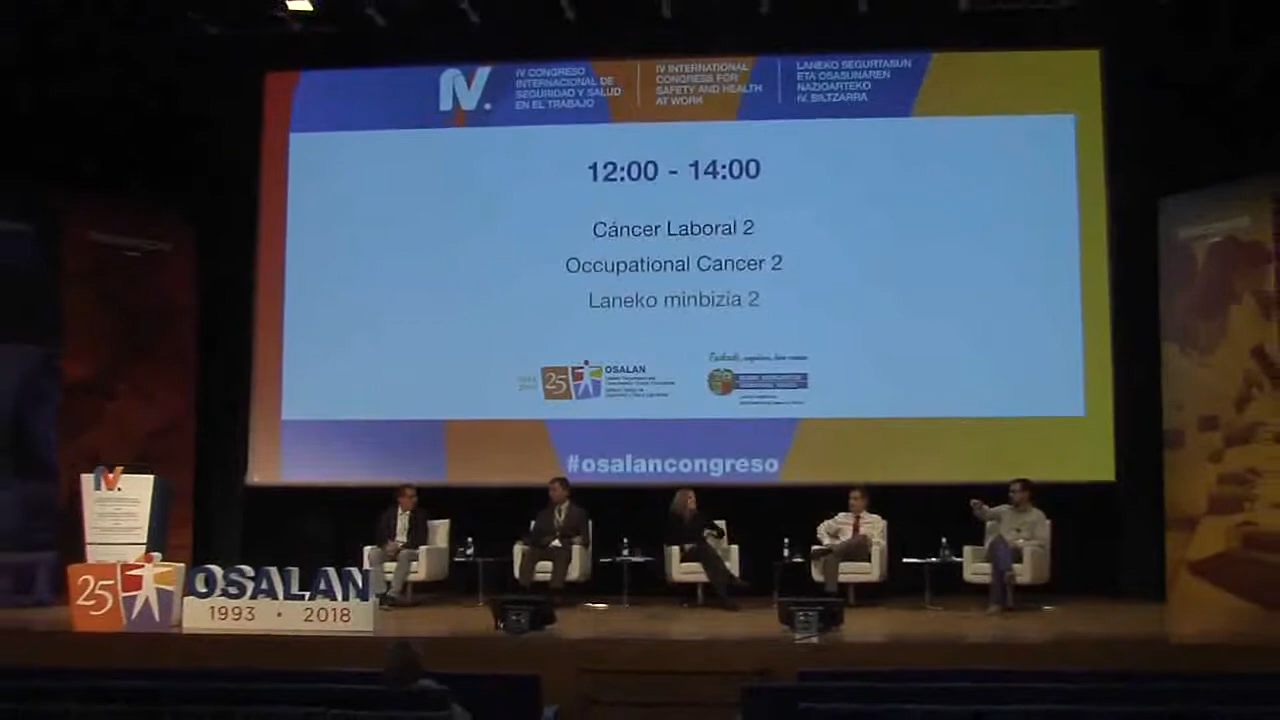 IV.
IV CONGRESO
INTERNACIONAL DE
SEGURIDAD Y SALUD
EN EL TRABAJO
IV INTERNATIONAL
CONGRESS FOR
SAFETY AND HEALTH
AT WORK
LANEKO SEGURTASUN
ETA OSASUNAREN
NAZIOARTEKO
IV. BILTZARRA
12:00 - 14:00
Cáncer Laboral 2
Occupational Cancer 2
Laneko minbizia 2
25
OSALAN
#osalancongreso
IV.
25
OSALAN
1993 · 2018